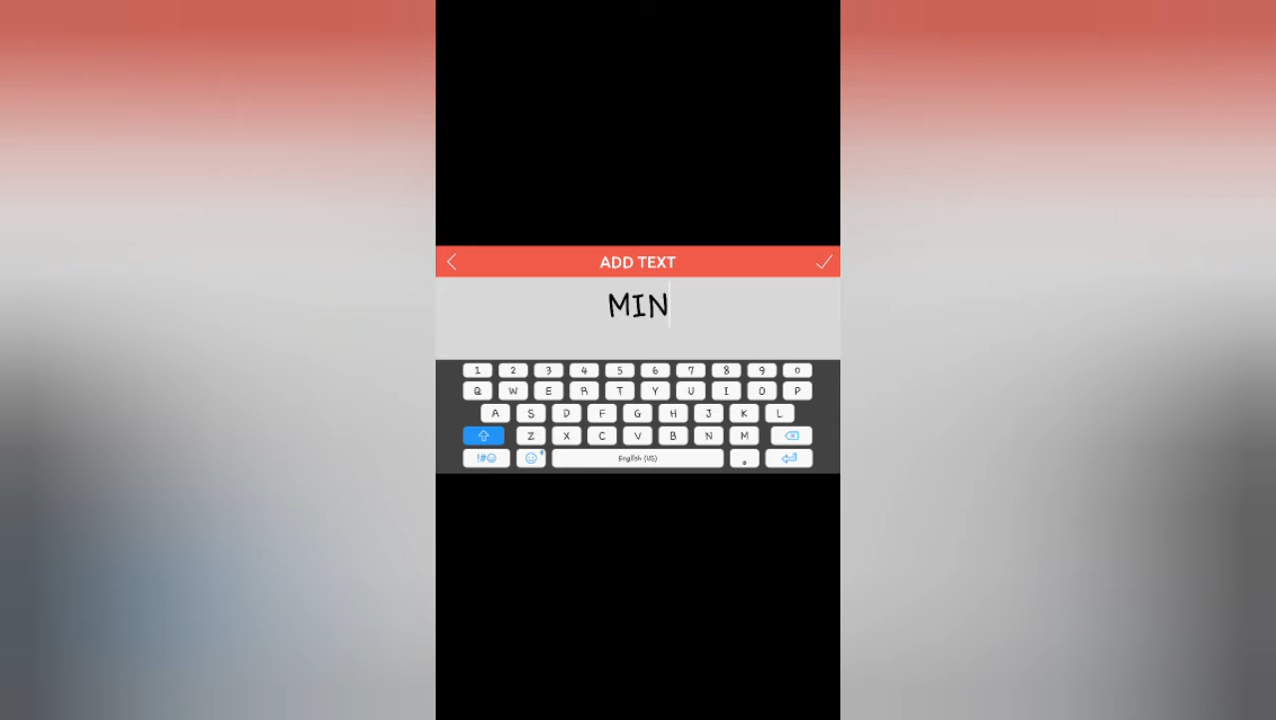 ADD TEXT
MIN
1 2 3 4 5 6 7 8 9 0
Q W E R T Y U I O P
A S D F G H J K L
Z X C V B N M
!#☺ English (US) .